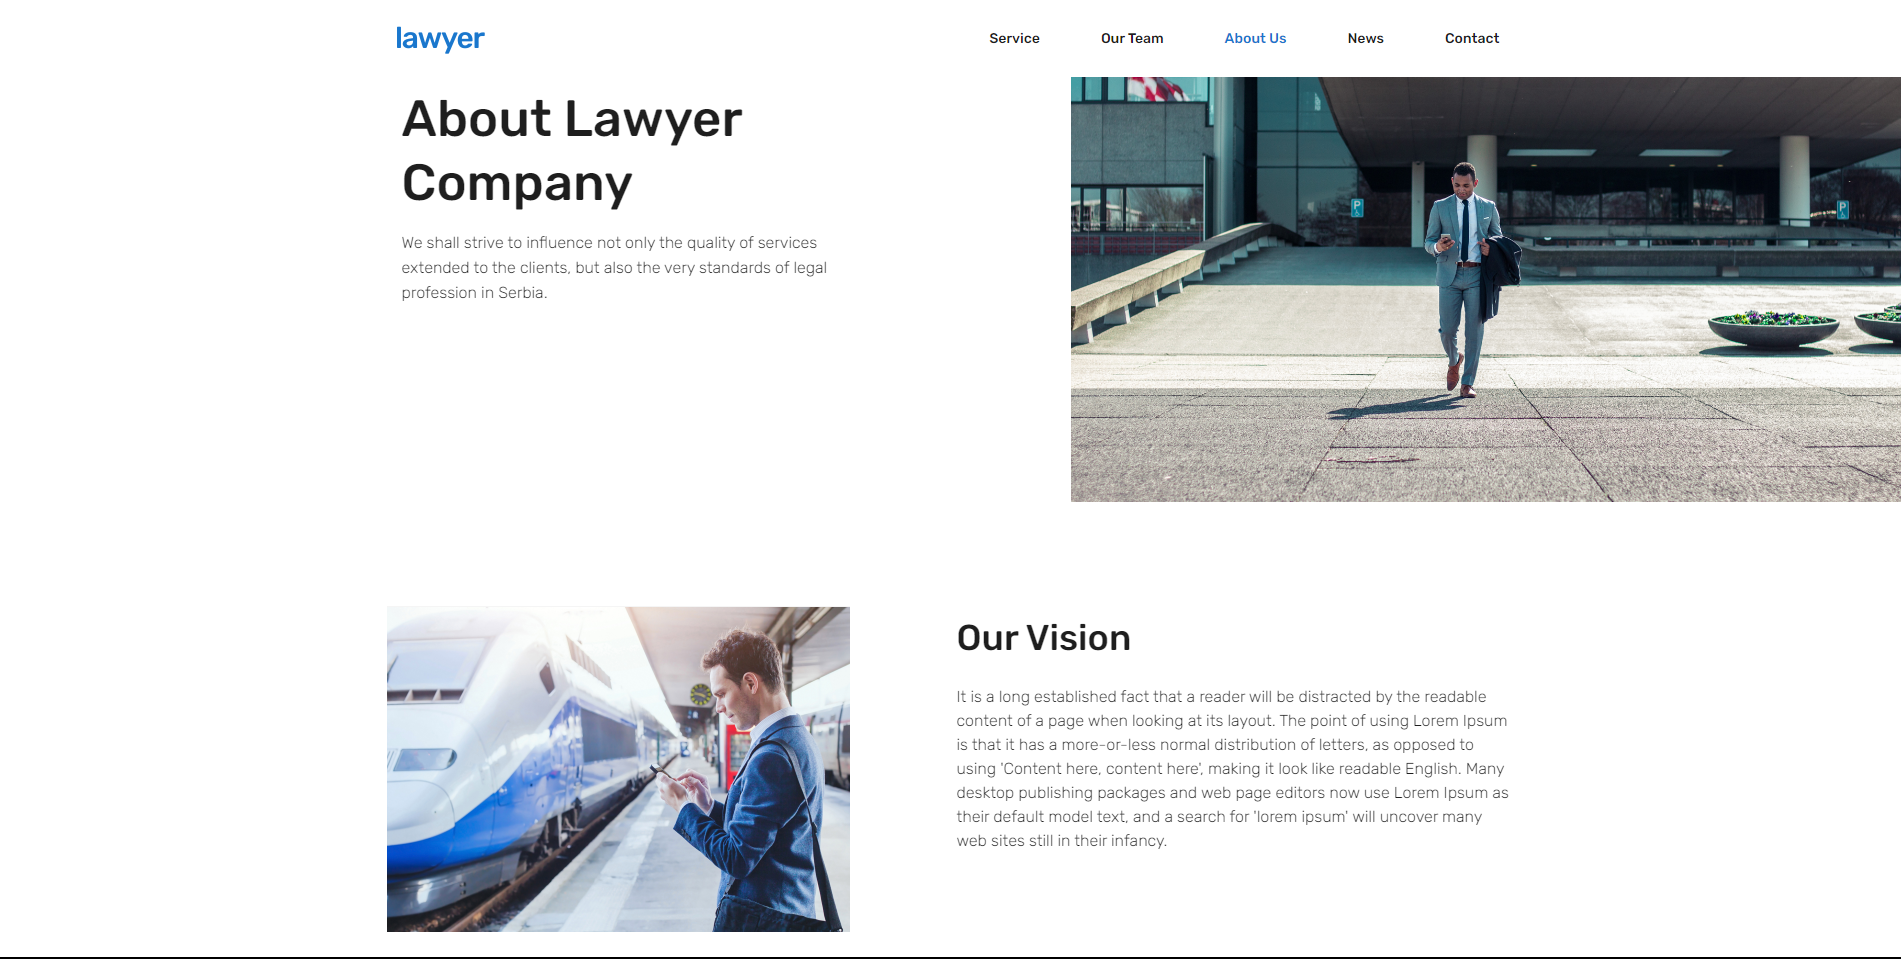 lawyer
Service
Our Team
About Us
News
Contact
About Lawyer
Company
We shall strive to influence not only the quality of services
extended to the clients, but also the very standards of legal
profession in Serbia.
P
P
Our Vision
It is a long established fact that a reader will be distracted by the readable
content of a page when looking at its layout. The point of using Lorem Ipsum
is that it has a more-or-less normal distribution of letters, as opposed to
using 'Content here, content here', making it look like readable English. Many
desktop publishing packages and web page editors now use Lorem Ipsum as
their default model text, and a search for 'lorem ipsum' will uncover many
web sites still in their infancy.